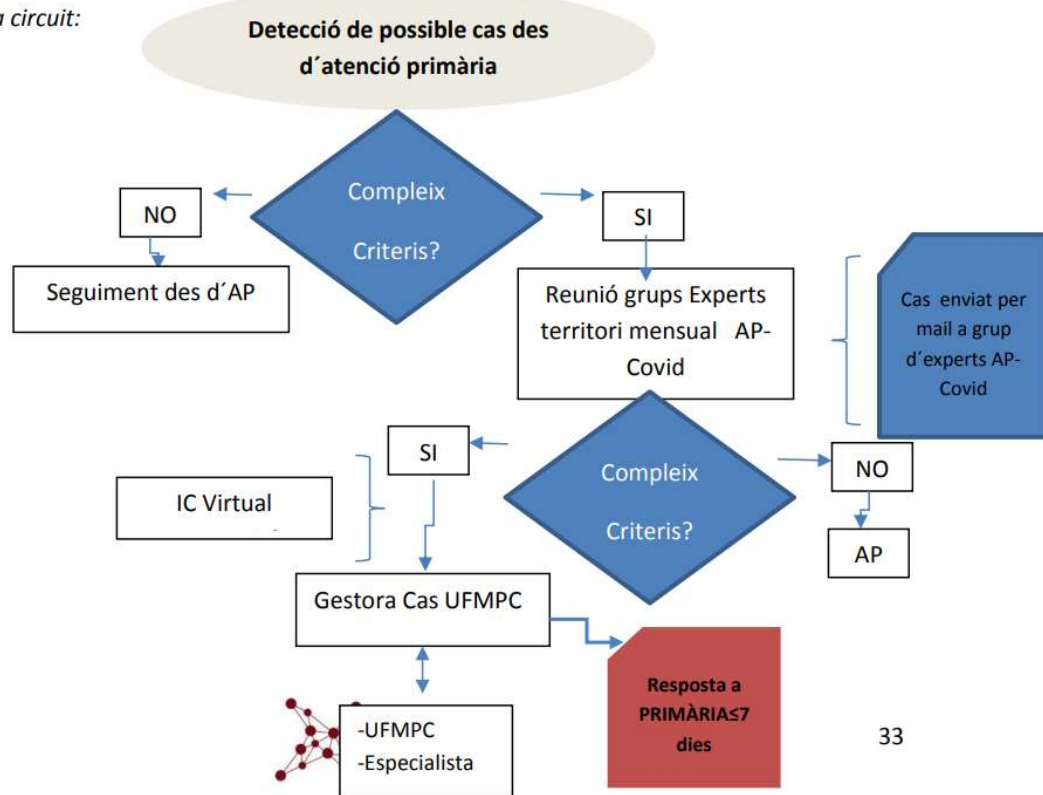 a circuit:
Detecció de possible cas des
d´atenció primària
Compleix
Criteris?
NO
SI
Seguiment des d´AP
Reunió grups Experts
territori mensual AP-
Covid
Cas enviat per
mail a grup
d´experts AP-
Covid
SI
Compleix
Criteris?
NO
IC Virtual
AP
Gestora Cas UFMPC
Resposta a
PRIMÀRIA≤7
dies
-UFMPC
-Especialista
33